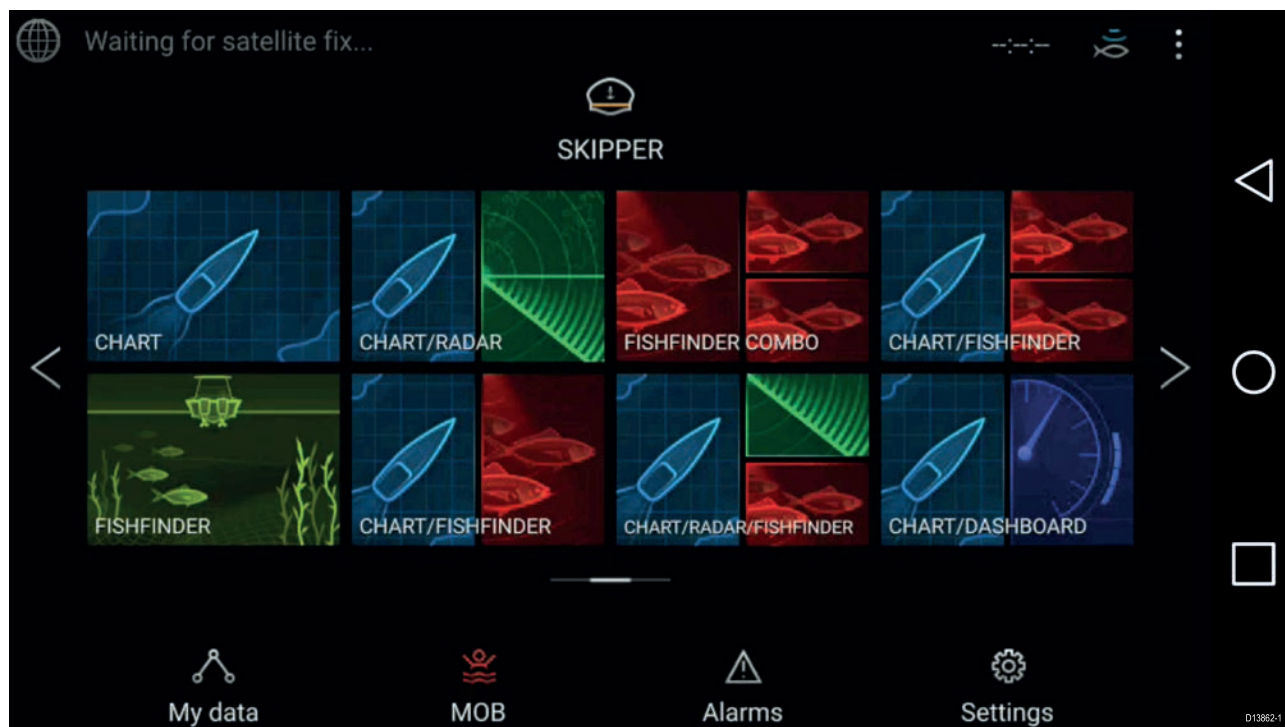 Waiting for satellite fix...
--:--:--
SKIPPER
CHART
CHART/RADAR
FISHFINDER COMBO
CHART/FISHFINDER
FISHFINDER
CHART/FISHFINDER
CHART/RADAR/FISHFINDER
CHART/DASHBOARD
My data
MOB
Alarms
Settings
D13862-1